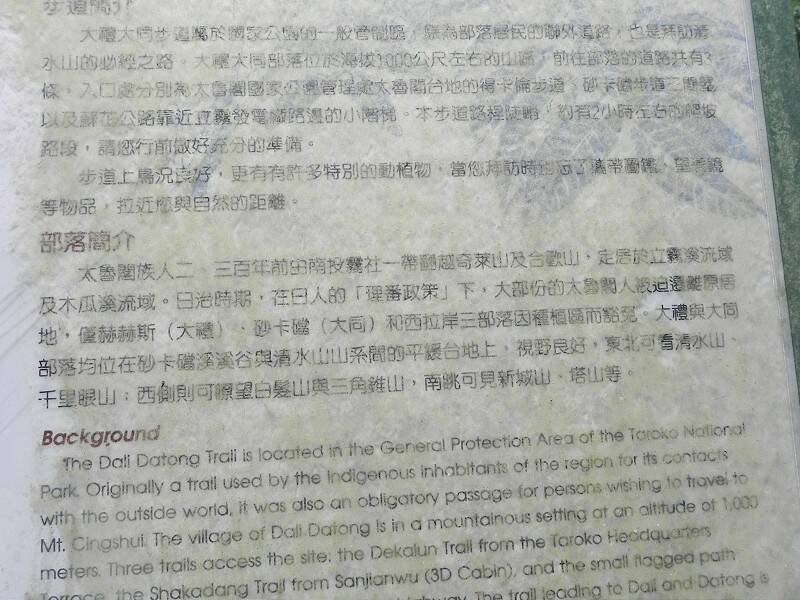 步道簡介
大禮大同步道屬於國家公園的一般管制區，原為部落居民的聯外道路，也是拜訪清
水山的必經之路。大禮大同部落位於海拔1000公尺左右的山區，前往部落的道路共有3
條，入口處分別為太魯閣國家公園管理處太魯閣台地的得卡倫步道、砂卡礑步道三間屋
以及蘇花公路靠近立霧發電廠路邊的小階梯。本步道路程陡峭，約有2小時左右的爬坡
路段，請您行前做好充分的準備。
步道上鳥況良好，更有有許多特別的動植物，當您拜訪時別忘了攜帶圖鑑、望遠鏡
等物品，拉近您與自然的距離。
部落簡介
太魯閣族人二、三百年前由南投霧社一帶翻越奇萊山及合歡山，定居於立霧溪流域
及木瓜溪流域。日治時期，在日人的「理番政策」下，大部份的太魯閣人被迫遷離原居
地，僅赫赫斯（大禮）、砂卡礑（大同）和西拉岸三部落因種植區而豁免。大禮與大同
部落均位在砂卡礑溪溪谷與清水山山系間的平緩台地上，視野良好，東北可看清水山、
千里眼山；西側則可瞭望白髮山與三角錐山，南眺可見新城山、塔山等。
Background
The Dali Datong Trail is located in the General Protection Area of the Taroko National
Park. Originally a trail used by the indigenous inhabitants of the region for its contacts
with the outside world, it was also an obligatory passage for persons wishing to travel to
Mt. Cingshui. The village of Dali Datong is in a mountainous setting at an altitude of 1,000
meters. Three trails access the site: the Dekalun Trail from the Taroko Headquarters
Terrace, the Shakadang Trail from Sanjianwu (3D Cabin), and the small flagged path
highway. The trail leading to Dali and Datong is